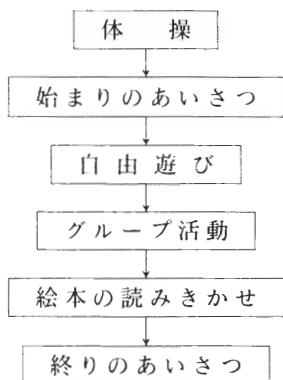 体操
始まりのあいさつ
自由遊び
グループ活動
絵本の読みきかせ
終りのあいさつ